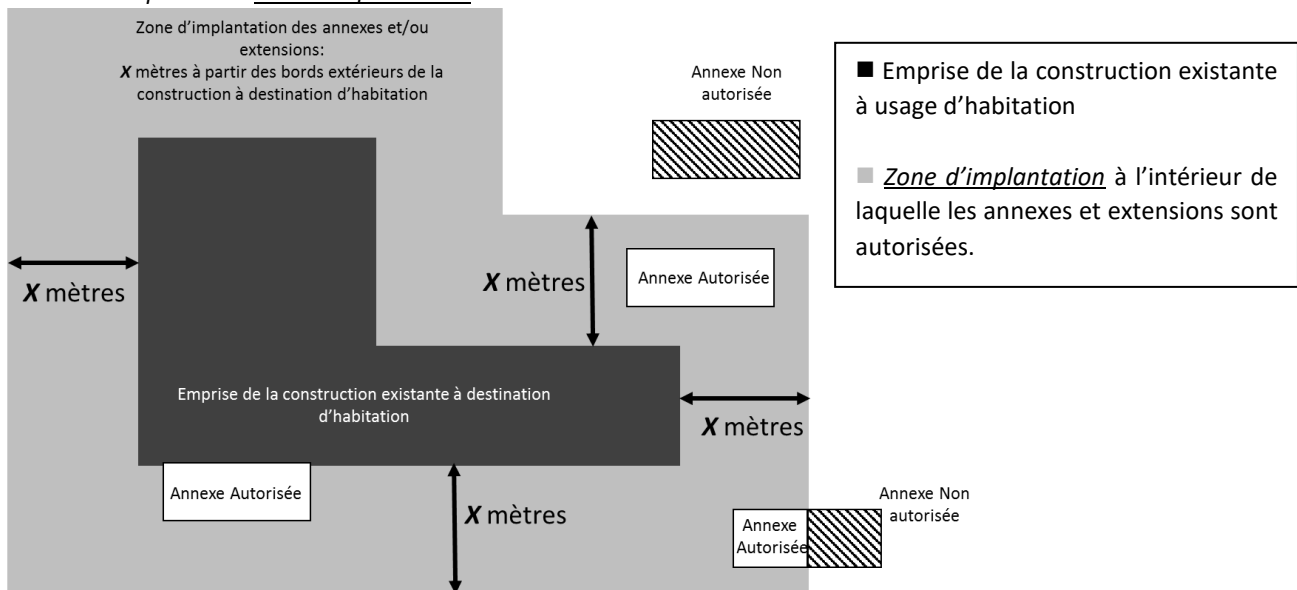 Zone d'implantation des annexes et/ou
extensions:
X mètres à partir des bords extérieurs de la
construction à destination d'habitation
Annexe Non
autorisée
■ Emprise de la construction existante
à usage d'habitation
■ Zone d'implantation à l'intérieur de
laquelle les annexes et extensions sont
autorisées.
X mètres
X mètres
Annexe Autorisée
Emprise de la construction existante à destination
d'habitation
X mètres
Annexe Autorisée
X mètres
Annexe
Autorisée
Annexe Non
autorisée